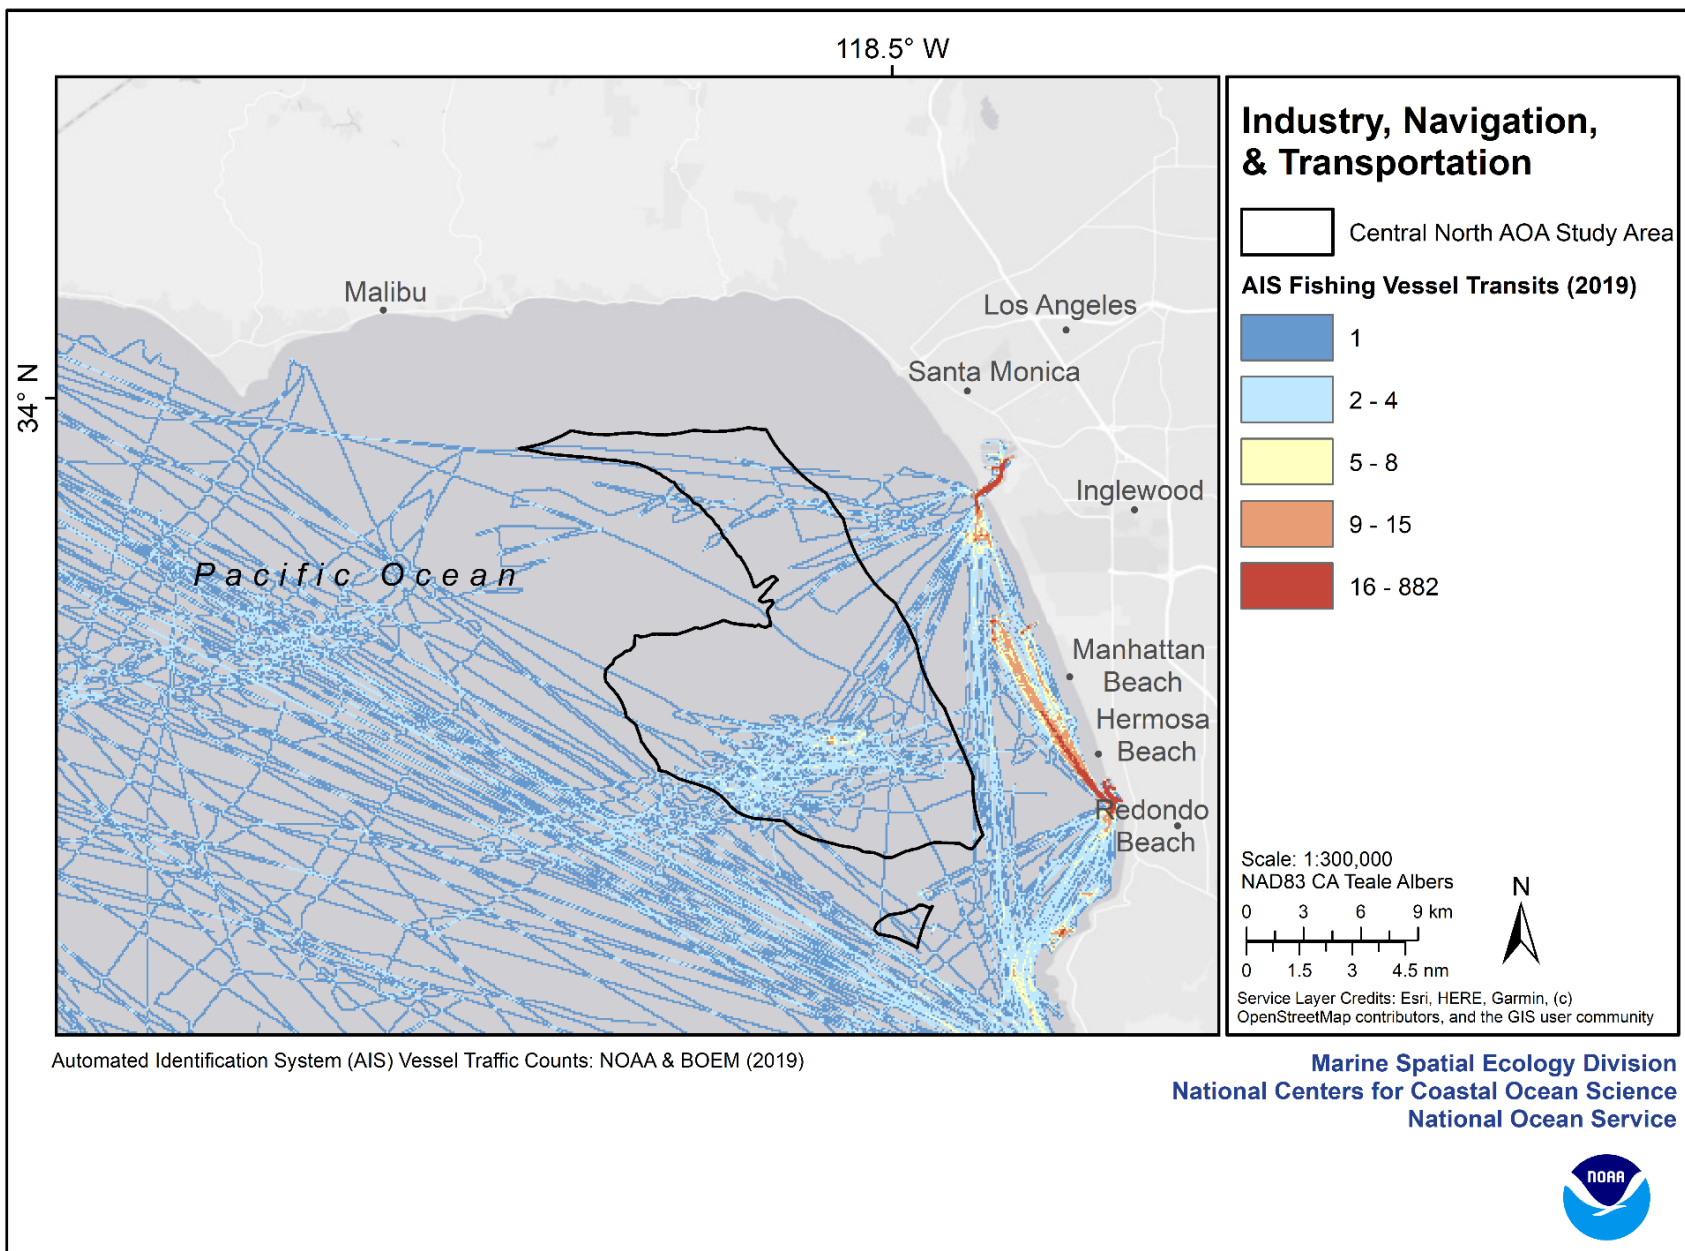 118.5° W
34° N
Malibu
Los Angeles
Santa Monica
Inglewood
Pacific Ocean
Manhattan
Beach
Hermosa
Beach
Redondo
Beach
Industry, Navigation,
& Transportation
Central North AOA Study Area
AIS Fishing Vessel Transits (2019)
1
2 - 4
5 - 8
9 - 15
16 - 882
Scale: 1:300,000
NAD83 CA Teale Albers
0 3 6 9 km
0 1.5 3 4.5 nm
N
Service Layer Credits: Esri, HERE, Garmin, (c)
OpenStreetMap contributors, and the GIS user community
Automated Identification System (AIS) Vessel Traffic Counts: NOAA & BOEM (2019)
Marine Spatial Ecology Division
National Centers for Coastal Ocean Science
National Ocean Service
NOAA